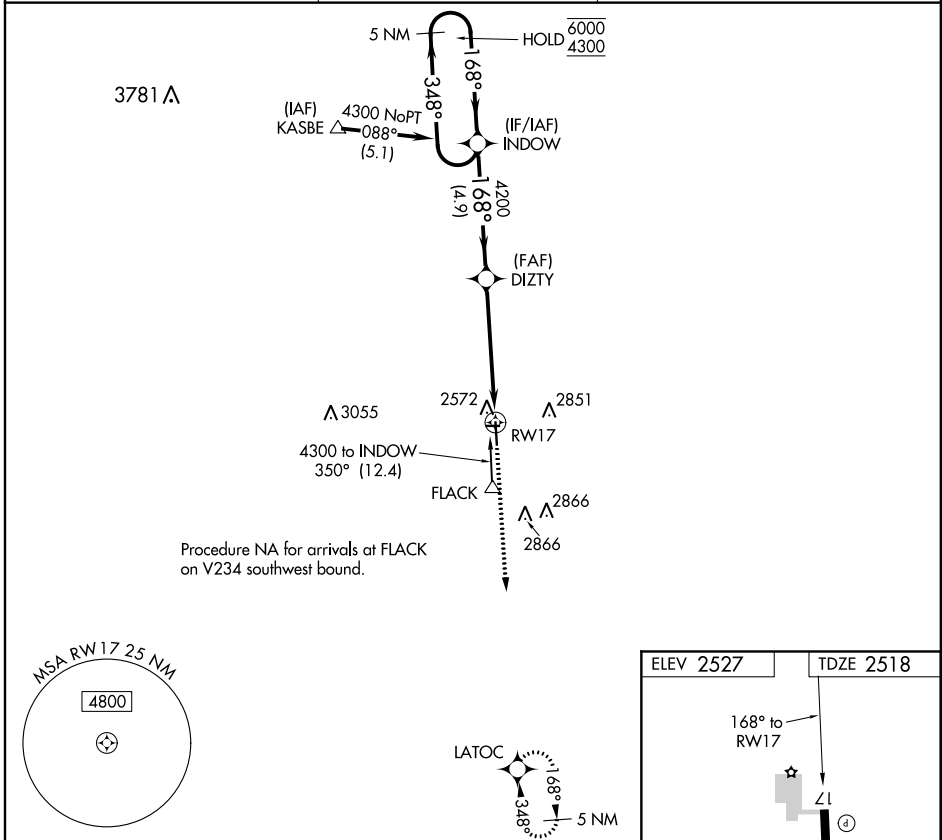 5 NM
HOLD 6000
4300
168°
348°
3781
(IAF)
KASBE
4300 NoPT
088°
(5.1)
(IF/IAF)
INDOW
4200
168°
(4.9)
(FAF)
DIZTY
3055
2572
2851
RW17
4300 to INDOW
350° (12.4)
FLACK
2866
2866
Procedure NA for arrivals at FLACK
on V234 southwest bound.
MSA RW17 25 NM
4800
LATOC
168°
348°
5 NM
ELEV 2527
TDZE 2518
168° to
RW17
17
P